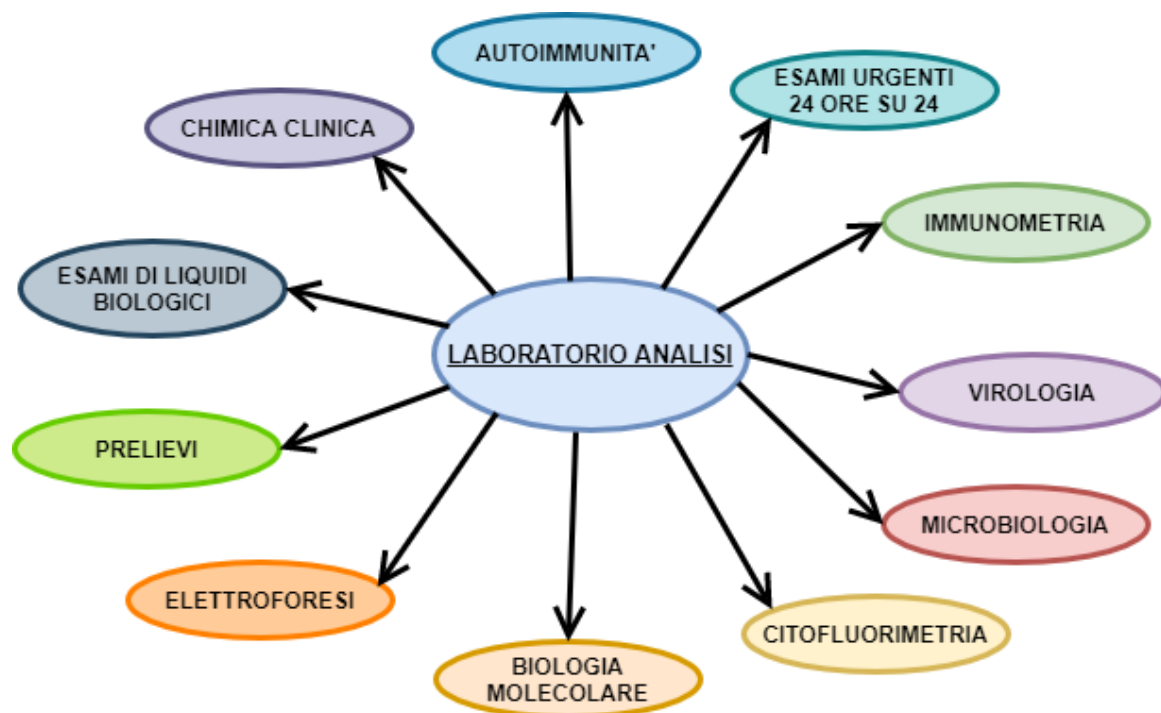 AUTOIMMUNITA'
ESAMI URGENTI
24 ORE SU 24
CHIMICA CLINICA
IMMUNOMETRIA
ESAMI DI LIQUIDI
BIOLOGICI
LABORATORIO ANALISI
VIROLOGIA
PRELIEVI
MICROBIOLOGIA
ELETTROFORESI
CITOFLUORIMETRIA
BIOLOGIA
MOLECOLARE